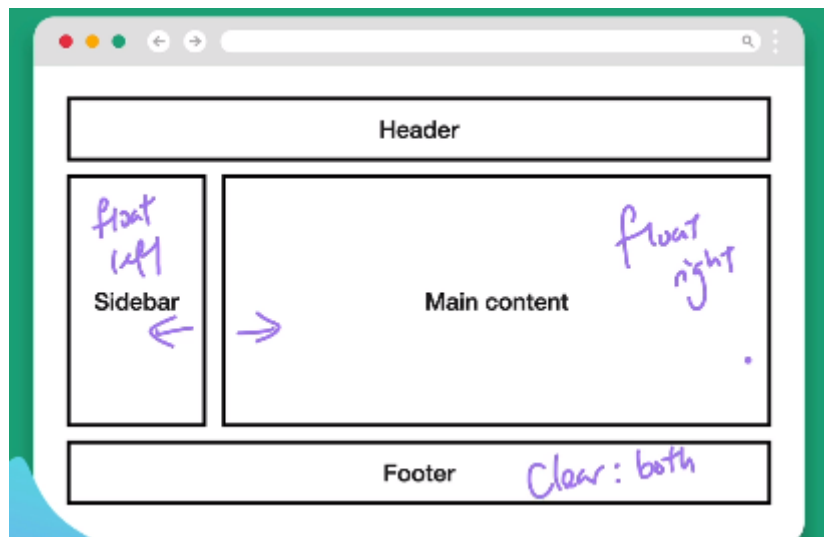 Header
float
left
Sidebar
float
right
Main content
Footer
Clear: both